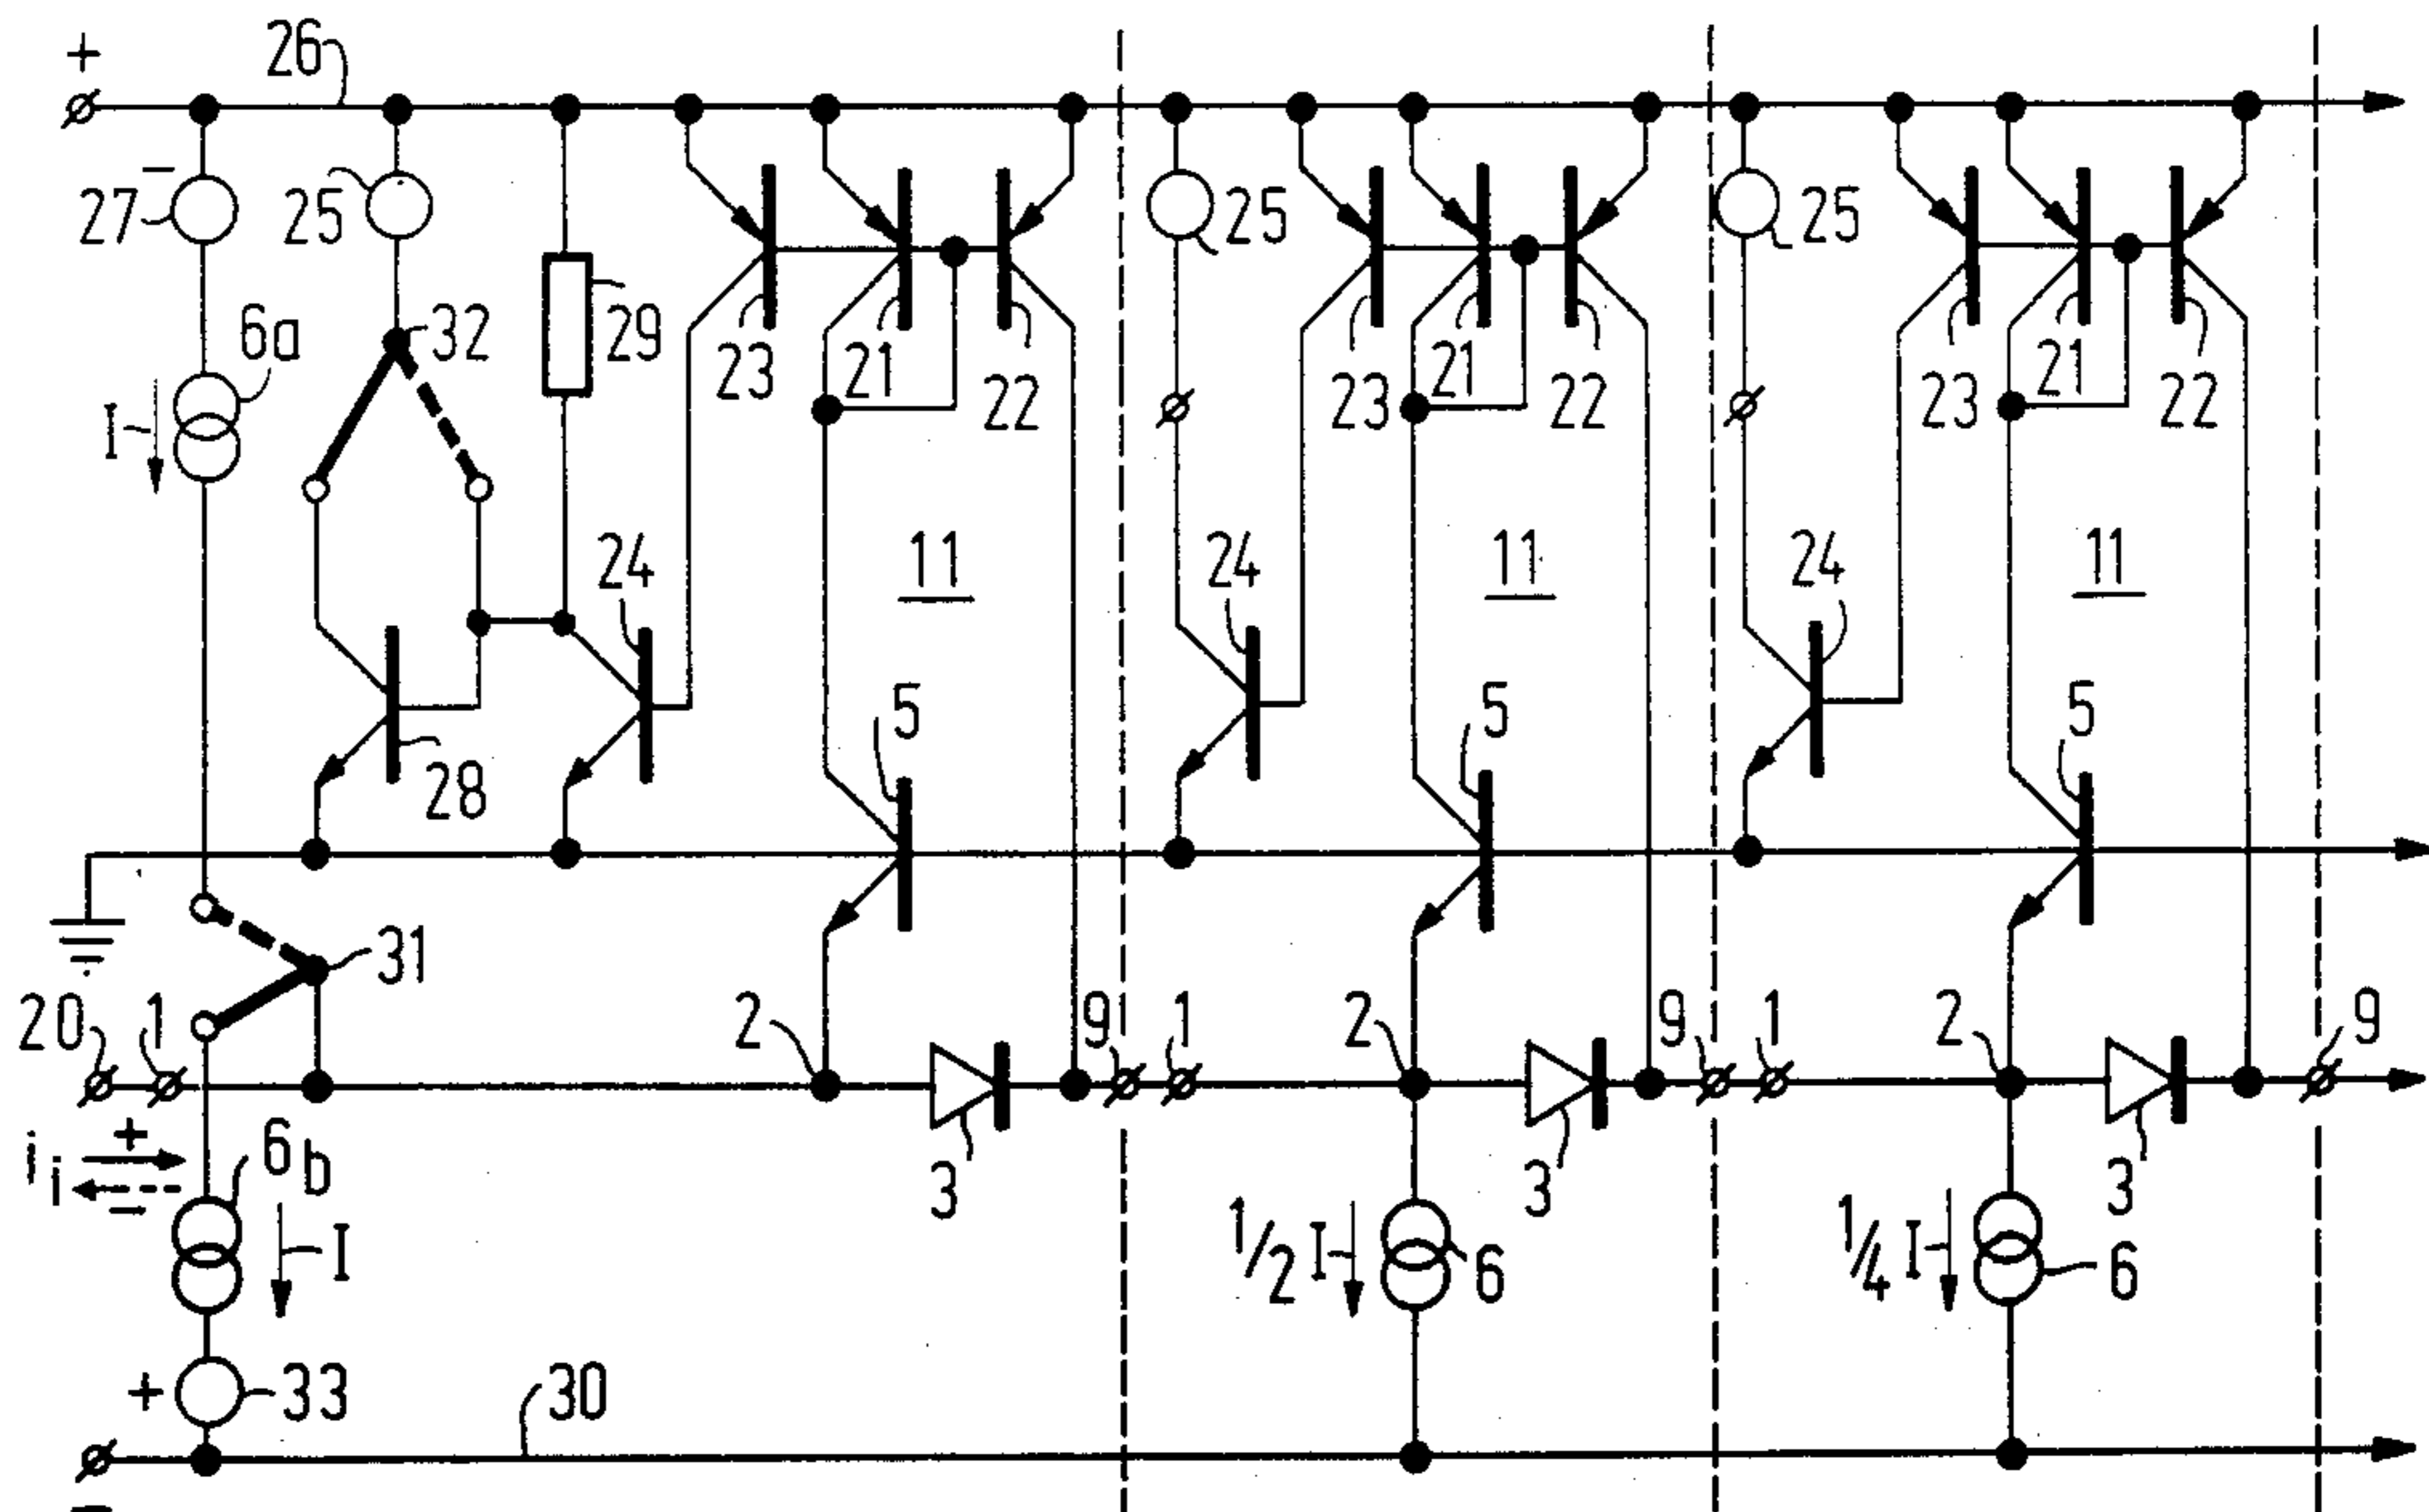 + 26
27 − 25 25 25
6a 32 29 23 21 22 23 21 22 23 21 22
I
24 11 24 11 24 11
28 5 5 5
31
20 1 2 9 1 2 9 1 2 9
ii + − 6b 3 3 3
I 1/2 I 6 1/4 I 6
+ 33 30
−